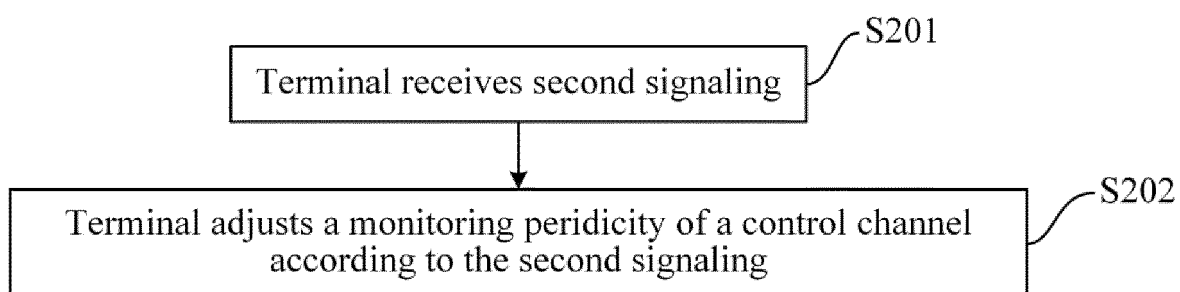 S201
Terminal receives second signaling
S202
Terminal adjusts a monitoring peridicity of a control channel
according to the second signaling